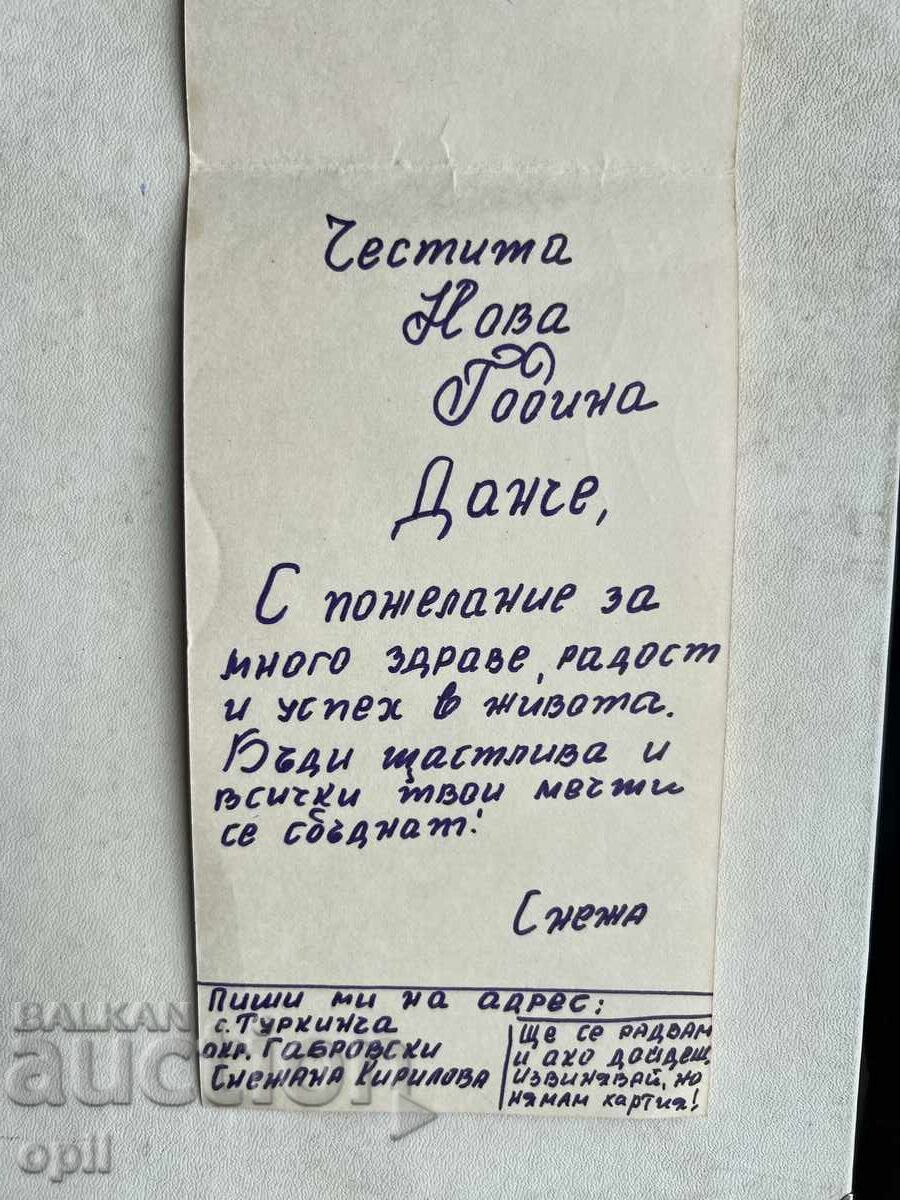 Честита
Нова
Година
Данче,
С пожелание за
много здраве, радост
и успех в живота.
Бъди щастлива и
всички твои мечти
се сбъднат!
Снежа
Пиши ми на адрес:
с. Туркинча
окр. Габровски
Снежана Кирилова
Ще се радвам
и ако дойдеш.
Извинявай, но
нямам хартия!
BALKAN
auction
opil